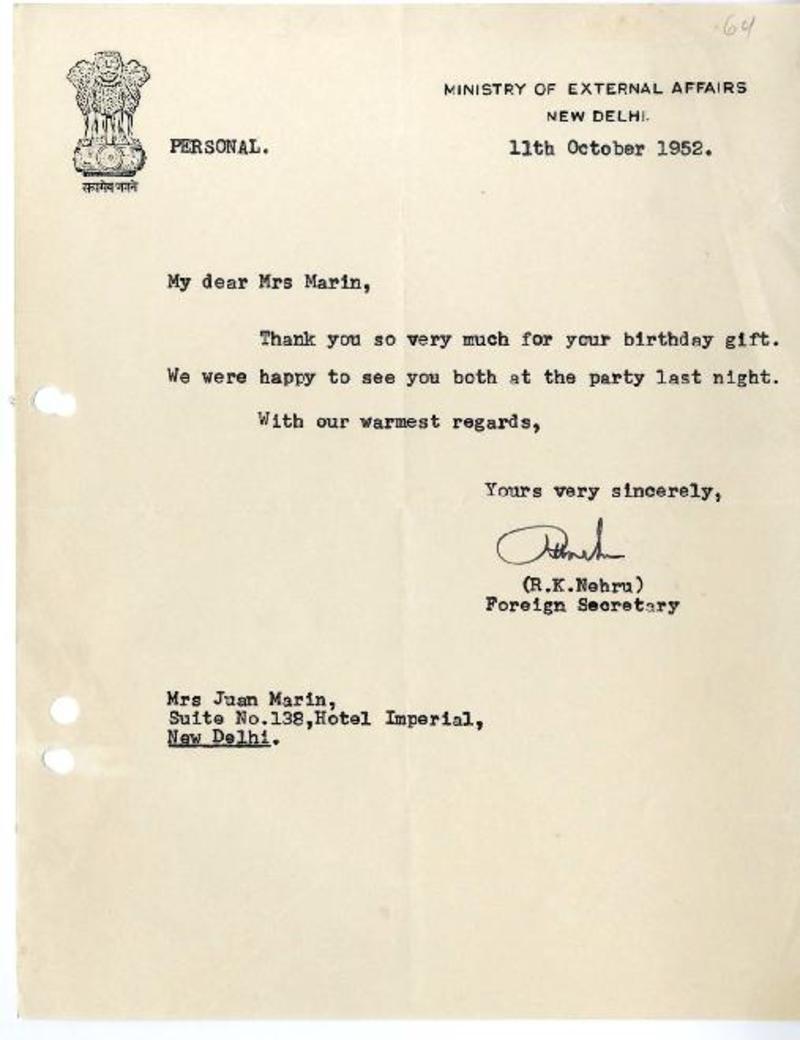 64
MINISTRY OF EXTERNAL AFFAIRS
NEW DELHI.
PERSONAL.
11th October 1952.
सत्यमेव जयते
My dear Mrs Marin,
Thank you so very much for your birthday gift.
We were happy to see you both at the party last night.
With our warmest regards,
Yours very sincerely,
(R.K.Nehru)
Foreign Secretary
Mrs Juan Marin,
Suite No.138,Hotel Imperial,
New Delhi.